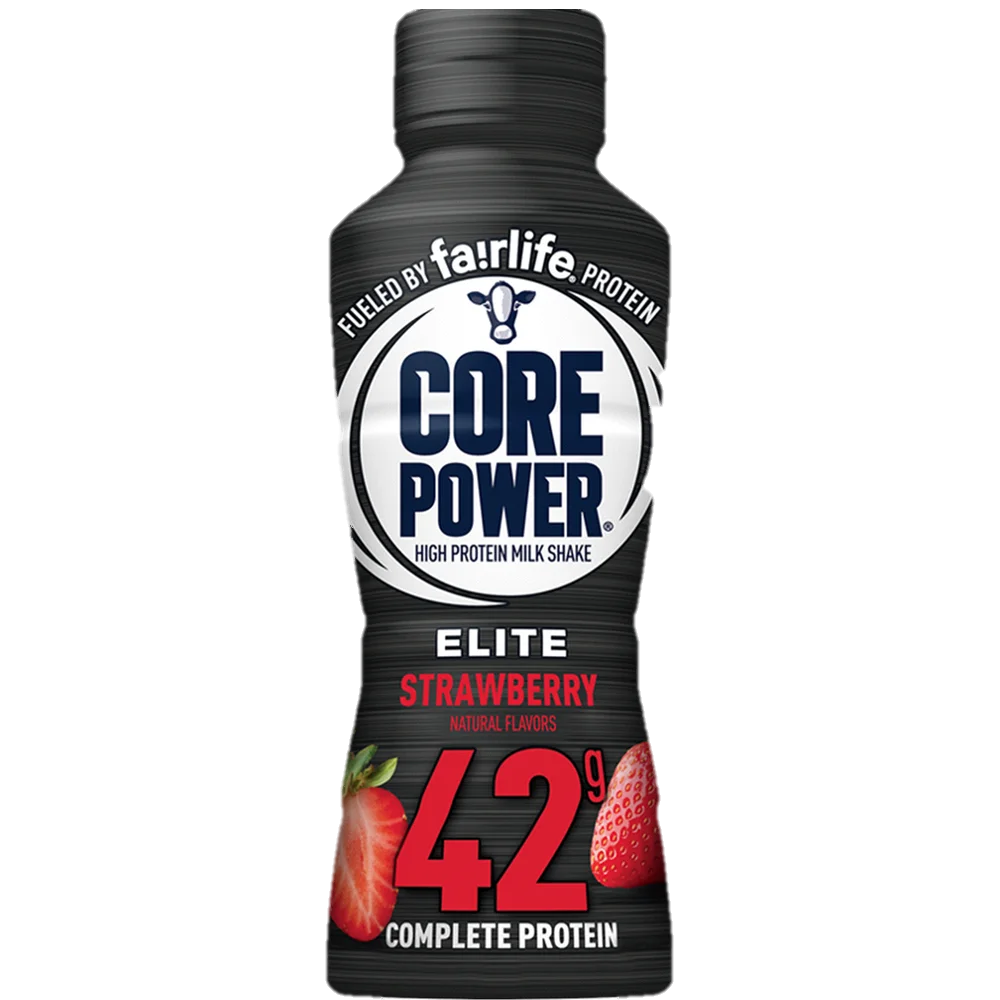 FUELED BY fa!rlife® PROTEIN
CORE
POWER®
HIGH PROTEIN MILK SHAKE
ELITE
STRAWBERRY
NATURAL FLAVORS
42g
COMPLETE PROTEIN